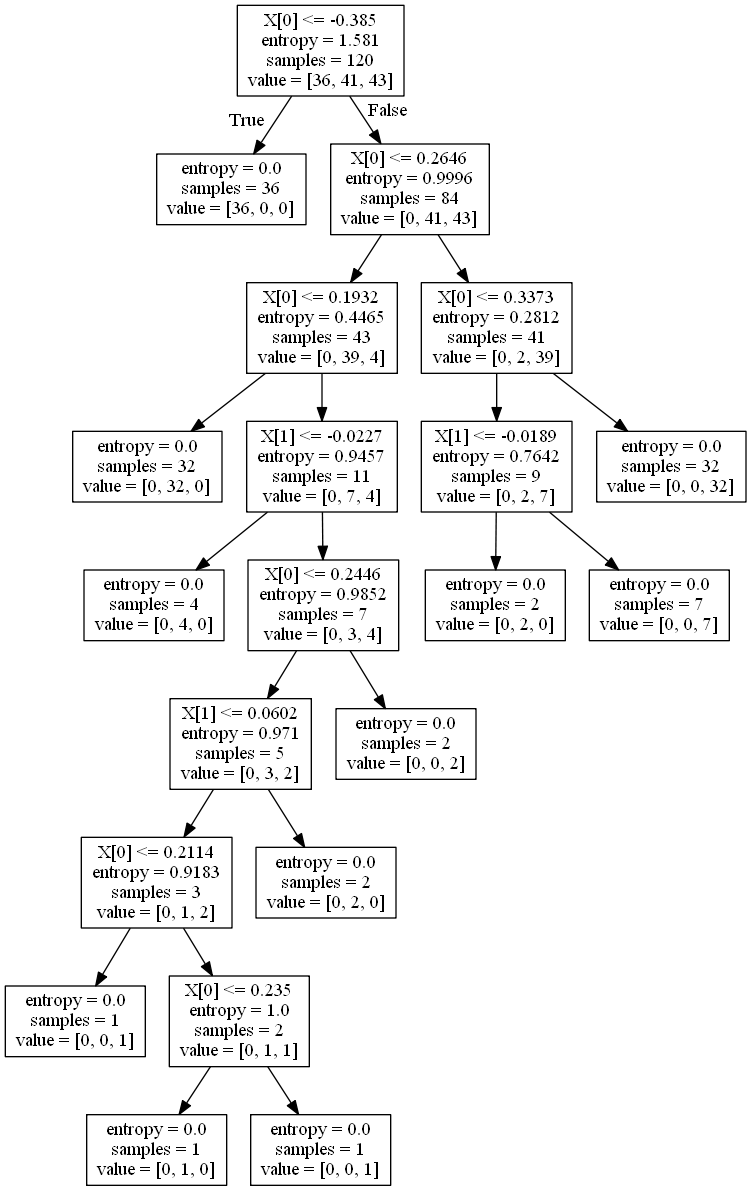 X[0] <= -0.385
entropy = 1.581
samples = 120
value = [36, 41, 43]
True
False
entropy = 0.0
samples = 36
value = [36, 0, 0]
X[0] <= 0.2646
entropy = 0.9996
samples = 84
value = [0, 41, 43]
X[0] <= 0.1932
entropy = 0.4465
samples = 43
value = [0, 39, 4]
X[0] <= 0.3373
entropy = 0.2812
samples = 41
value = [0, 2, 39]
entropy = 0.0
samples = 32
value = [0, 32, 0]
X[1] <= -0.0227
entropy = 0.9457
samples = 11
value = [0, 7, 4]
X[1] <= -0.0189
entropy = 0.7642
samples = 9
value = [0, 2, 7]
entropy = 0.0
samples = 32
value = [0, 0, 32]
entropy = 0.0
samples = 4
value = [0, 4, 0]
X[0] <= 0.2446
entropy = 0.9852
samples = 7
value = [0, 3, 4]
entropy = 0.0
samples = 2
value = [0, 2, 0]
entropy = 0.0
samples = 7
value = [0, 0, 7]
X[1] <= 0.0602
entropy = 0.971
samples = 5
value = [0, 3, 2]
entropy = 0.0
samples = 2
value = [0, 0, 2]
X[0] <= 0.2114
entropy = 0.9183
samples = 3
value = [0, 1, 2]
entropy = 0.0
samples = 2
value = [0, 2, 0]
entropy = 0.0
samples = 1
value = [0, 0, 1]
X[0] <= 0.235
entropy = 1.0
samples = 2
value = [0, 1, 1]
entropy = 0.0
samples = 1
value = [0, 1, 0]
entropy = 0.0
samples = 1
value = [0, 0, 1]